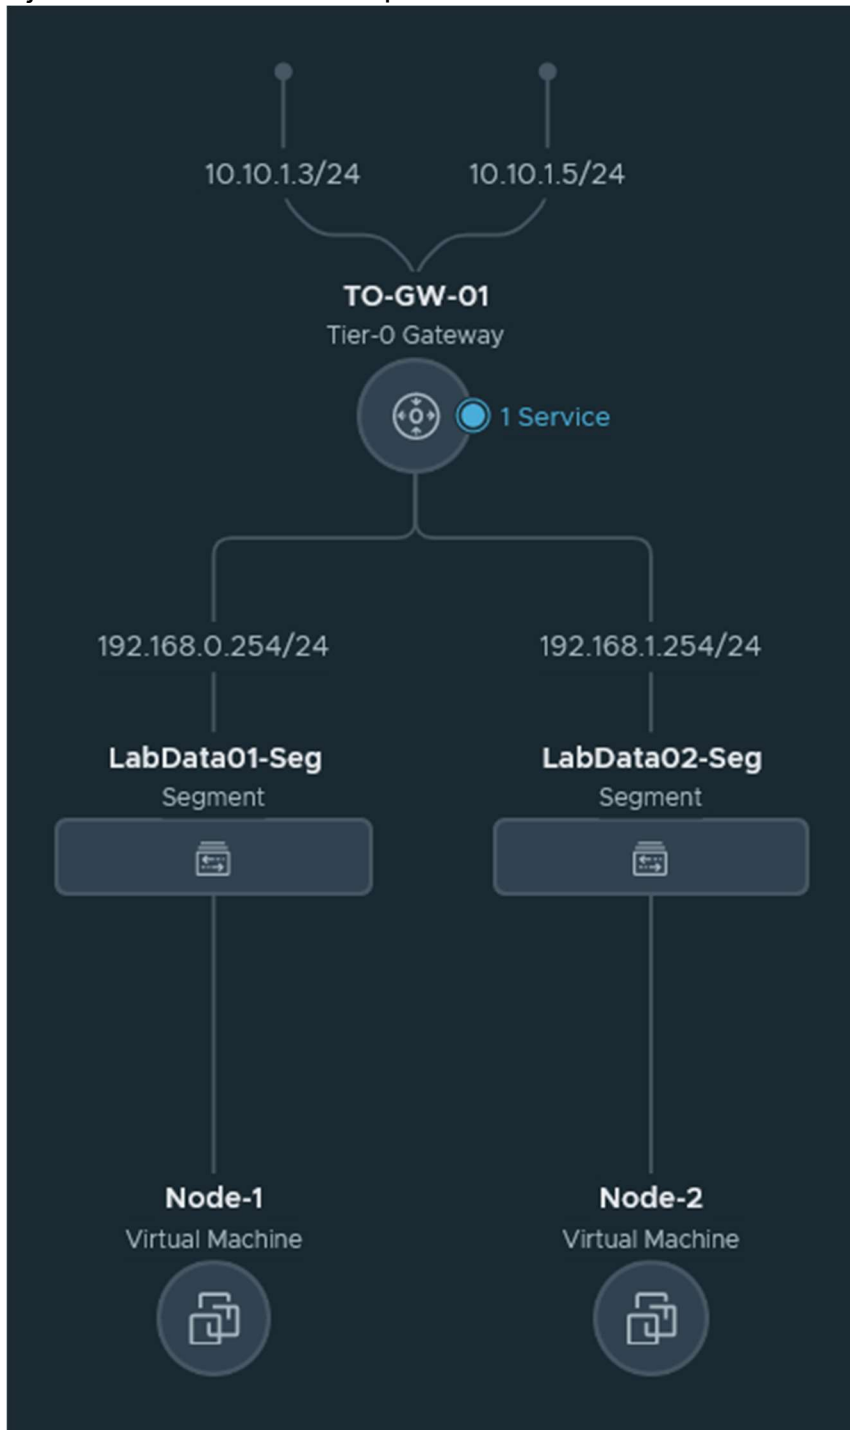 10.10.1.3/24 10.10.1.5/24
TO-GW-01
Tier-0 Gateway
1 Service
192.168.0.254/24 192.168.1.254/24
LabData01-Seg LabData02-Seg
Segment Segment
Node-1 Node-2
Virtual Machine Virtual Machine